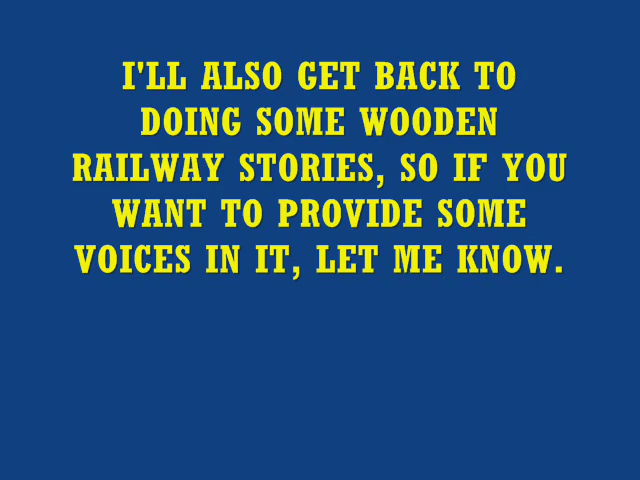 I'LL ALSO GET BACK TO
DOING SOME WOODEN
RAILWAY STORIES, SO IF YOU
WANT TO PROVIDE SOME
VOICES IN IT, LET ME KNOW.